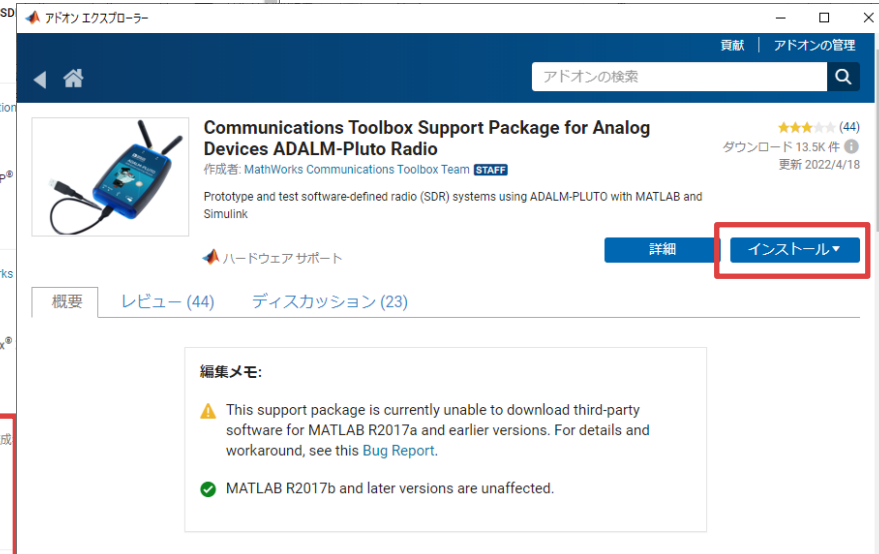 SD
アドオン エクスプローラー
貢献 | アドオンの管理
アドオンの検索
tion
Communications Toolbox Support Package for Analog
Devices ADALM-Pluto Radio
(44)
ダウンロード 13.5K 件
更新 2022/4/18
作成者: MathWorks Communications Toolbox Team STAFF
P®
Prototype and test software-defined radio (SDR) systems using ADALM-PLUTO with MATLAB and
Simulink
ハードウェア サポート
詳細
インストール▼
rks
概要
レビュー (44)
ディスカッション (23)
x®
編集メモ:
This support package is currently unable to download third-party
software for MATLAB R2017a and earlier versions. For details and
workaround, see this Bug Report.
成
MATLAB R2017b and later versions are unaffected.